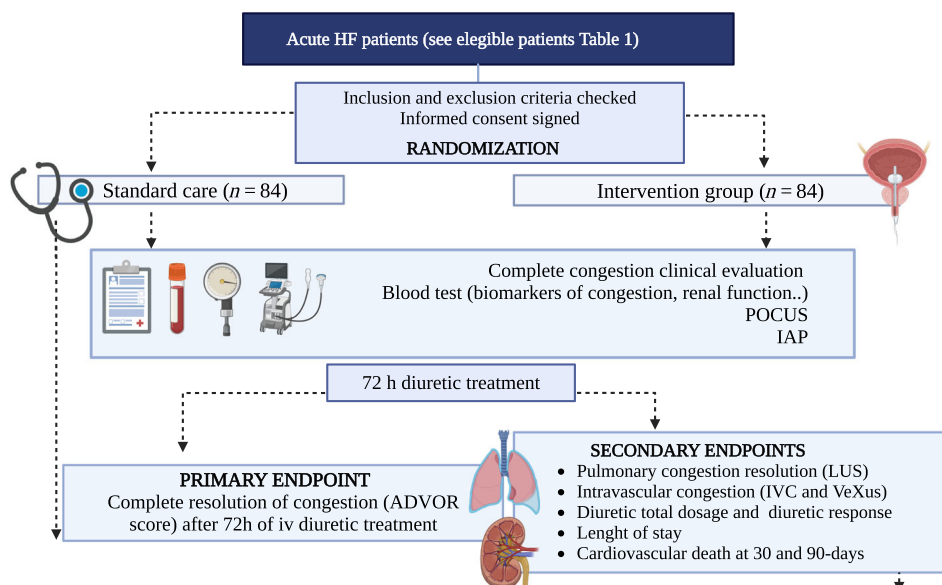 Acute HF patients (see elegible patients Table 1)
Inclusion and exclusion criteria checked
Informed consent signed
RANDOMIZATION
Standard care (n = 84)
Intervention group (n = 84)
Complete congestion clinical evaluation
Blood test (biomarkers of congestion, renal function..)
POCUS
IAP
72 h diuretic treatment
PRIMARY ENDPOINT
Complete resolution of congestion (ADVOR
score) after 72h of iv diuretic treatment
SECONDARY ENDPOINTS
• Pulmonary congestion resolution (LUS)
• Intravascular congestion (IVC and VeXus)
• Diuretic total dosage and diuretic response
• Lenght of stay
• Cardiovascular death at 30 and 90-days